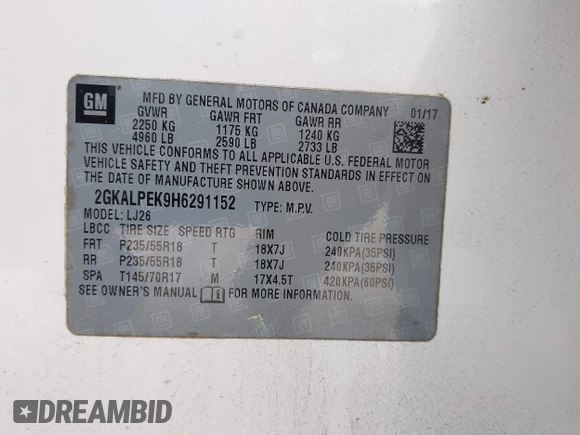 GM
MFD BY GENERAL MOTORS OF CANADA COMPANY 01/17
GVWR GAWR FRT GAWR RR
2250 KG 1175 KG 1240 KG
4960 LB 2590 LB 2733 LB
THIS VEHICLE CONFORMS TO ALL APPLICABLE U.S. FEDERAL MOTOR
VEHICLE SAFETY AND THEFT PREVENTION STANDARDS IN EFFECT ON
THE DATE OF MANUFACTURE SHOWN ABOVE.
2GKALPEK9H6291152 TYPE: M.P.V.
MODEL: LJ26
LBCC TIRE SIZE SPEED RTG RIM COLD TIRE PRESSURE
FRT P235/55R18 T 18X7J 240KPA(35PSI)
RR P235/55R18 T 18X7J 240KPA(35PSI)
SPA T145/70R17 M 17X4.5T 420KPA(60PSI)
SEE OWNER'S MANUAL FOR MORE INFORMATION.
DREAMBID